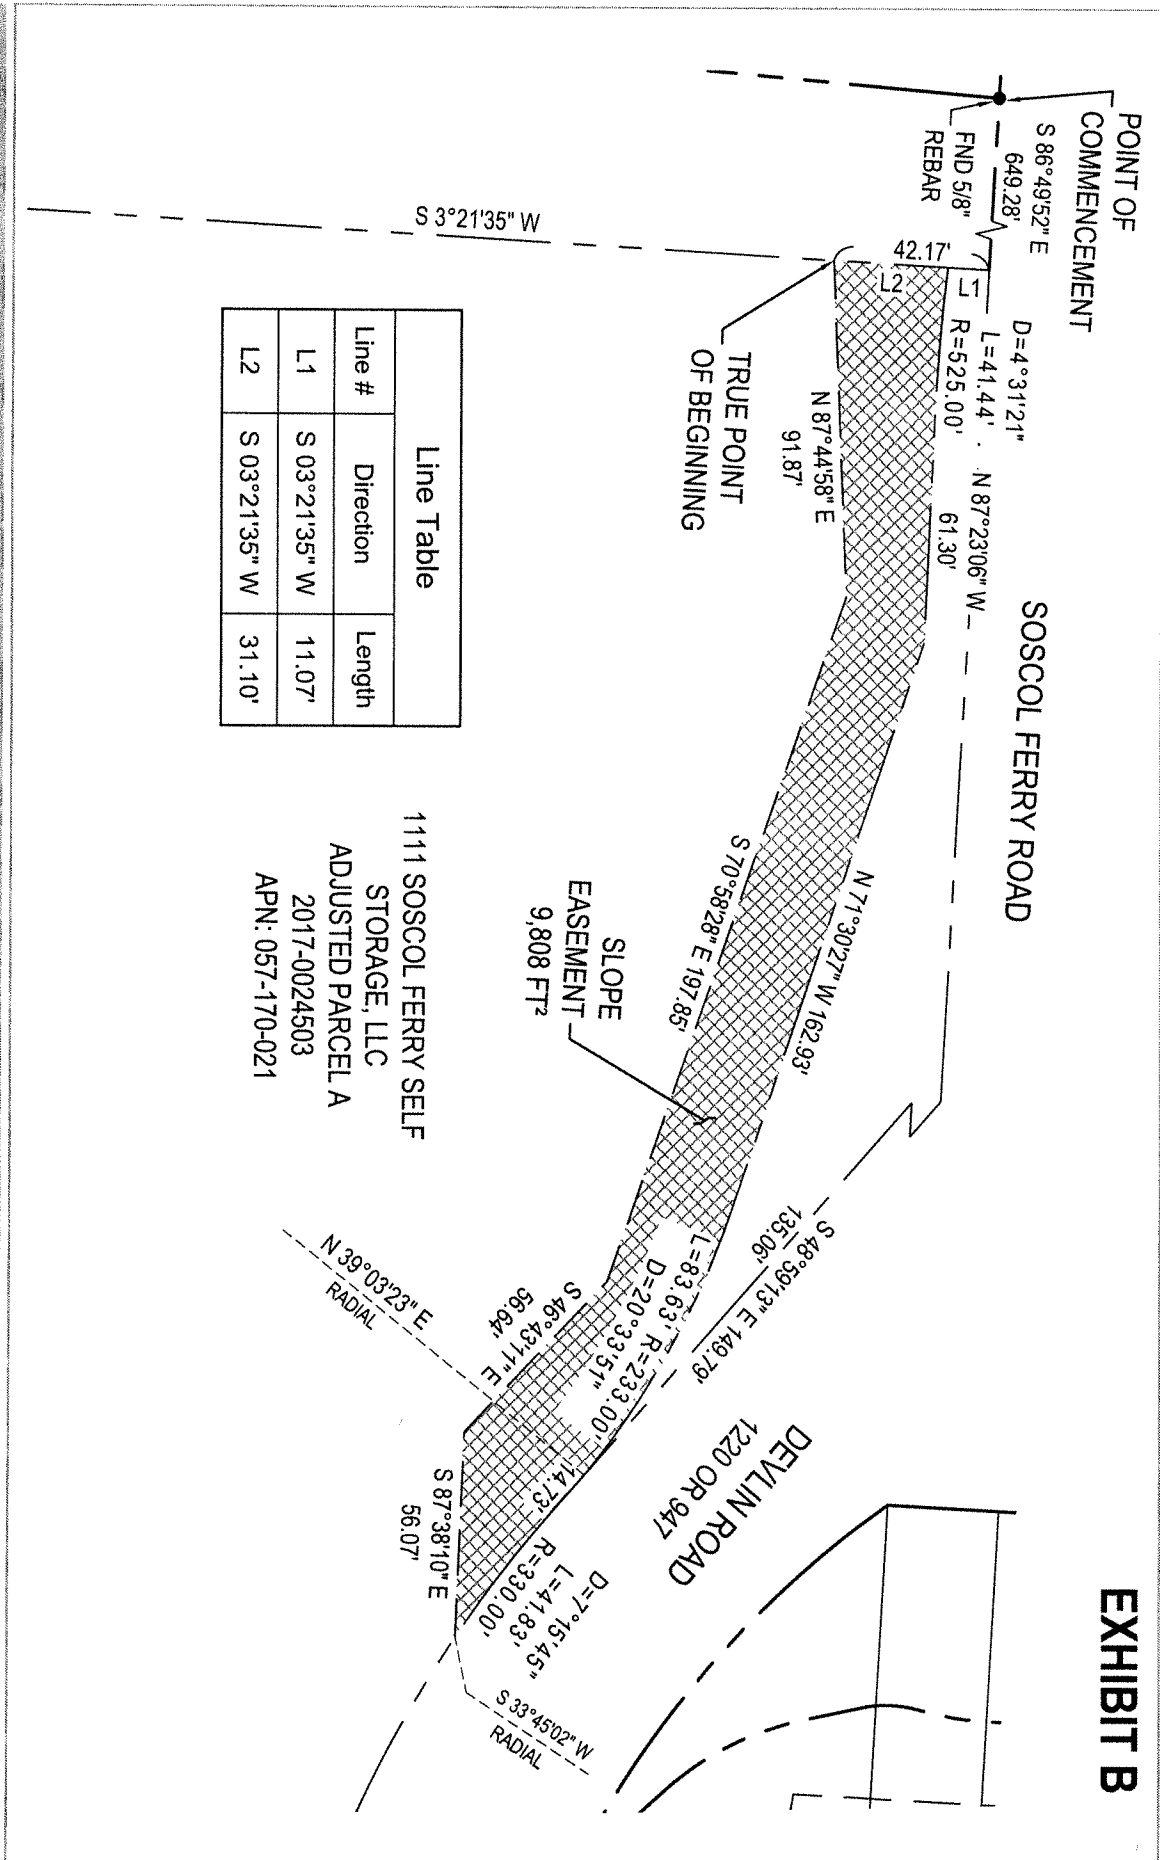 EXHIBIT B
POINT OF
COMMENCEMENT
S 86°49'52" E
649.28'
FND 5/8"
REBAR
SOSCOL FERRY ROAD
D=4°31'21"
L=41.44'
R=525.00'
N 87°23'06" W
61.30'
42.17'
L1
L2
S 3°21'35" W
TRUE POINT
OF BEGINNING
N 87°44'58" E
91.87'
N 71°30'27" W 162.93'
S 70°58'28" E 197.85'
SLOPE
EASEMENT
9,808 FT²
S 48°59'13" E 149.79'
135.06'
L=83.63' R=233.00'
D=20°33'51"
14.73'
DEVLIN ROAD
1220 OR 947
D=7°15'45"
L=41.83'
R=330.00'
S 46°43'11" E
56.64'
N 39°03'23" E
RADIAL
S 87°38'10" E
56.07'
S 33°45'02" W
RADIAL
1111 SOSCOL FERRY SELF
STORAGE, LLC
ADJUSTED PARCEL A
2017-0024503
APN: 057-170-021
Line Table
Line # Direction Length
L1 S 03°21'35" W 11.07'
L2 S 03°21'35" W 31.10'